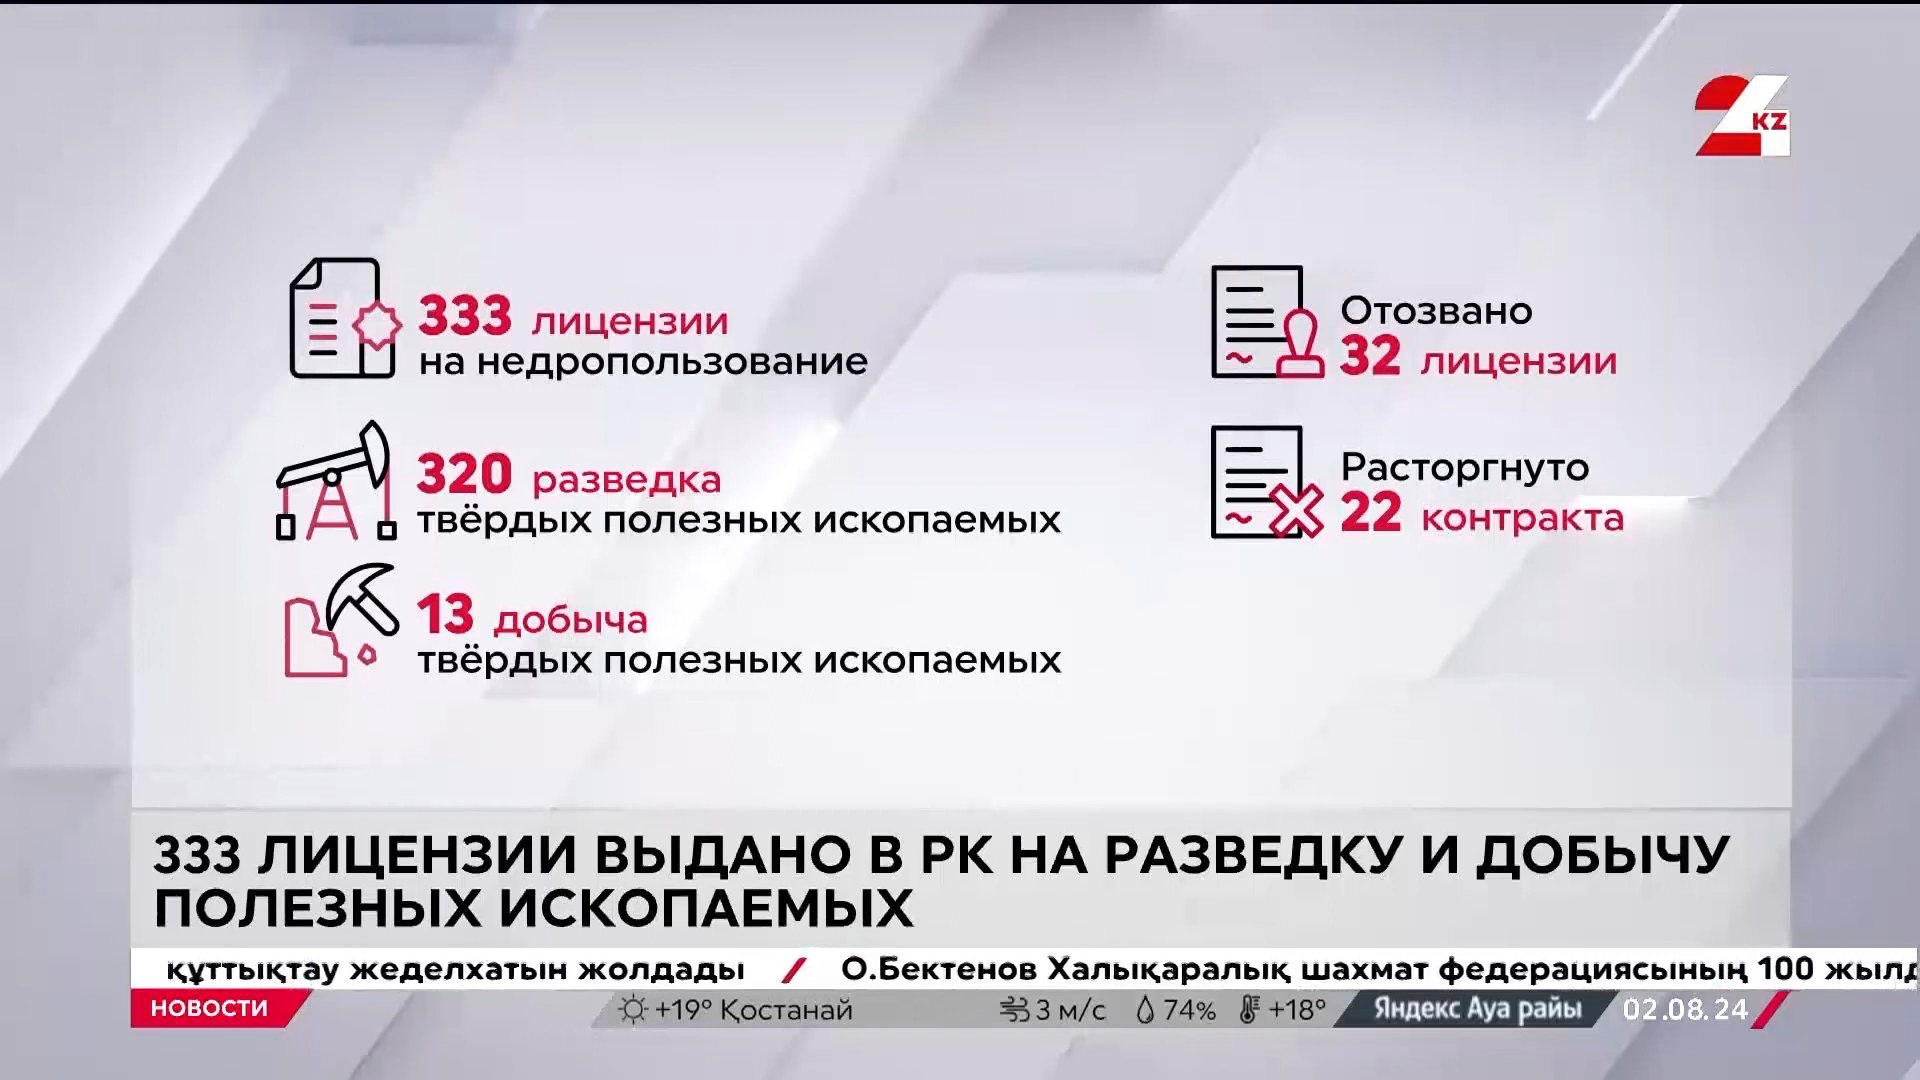 24KZ
333 лицензии
на недропользование
320 разведка
твёрдых полезных ископаемых
13 добыча
твёрдых полезных ископаемых
Отозвано
32 лицензии
Расторгнуто
22 контракта
333 ЛИЦЕНЗИИ ВЫДАНО В РК НА РАЗВЕДКУ И ДОБЫЧУ
ПОЛЕЗНЫХ ИСКОПАЕМЫХ
құттықтау жеделхатын жолдады / О.Бектенов Халықаралық шахмат федерациясының 100 жыл
НОВОСТИ +19° Қостанай 3 м/с 74% +18° Яндекс Ауа райы 02.08.24